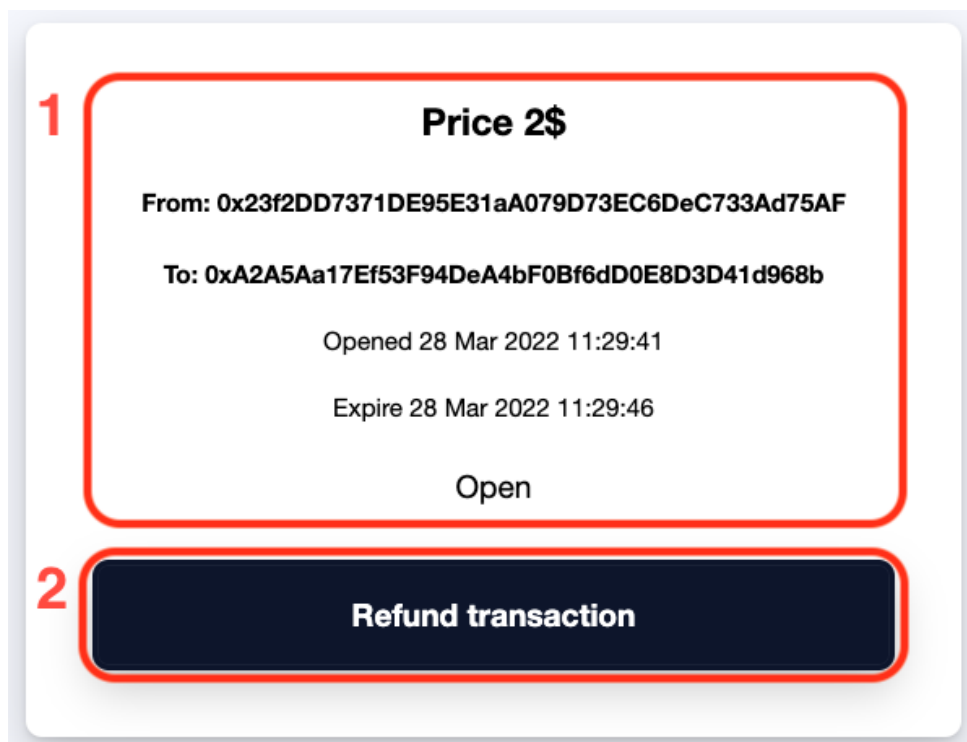 1
Price 2$
From: 0x23f2DD7371DE95E31aA079D73EC6DeC733Ad75AF
To: 0xA2A5Aa17Ef53F94DeA4bF0Bf6dD0E8D3D41d968b
Opened 28 Mar 2022 11:29:41
Expire 28 Mar 2022 11:29:46
Open
2
Refund transaction